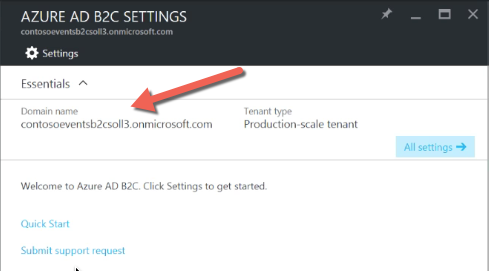 AZURE AD B2C SETTINGS
contosoeventsb2csoll3.onmicrosoft.com
Settings
Essentials
Domain name
contosoeventsb2csoll3.onmicrosoft.com
Tenant type
Production-scale tenant
All settings
Welcome to Azure AD B2C. Click Settings to get started.
Quick Start
Submit support request